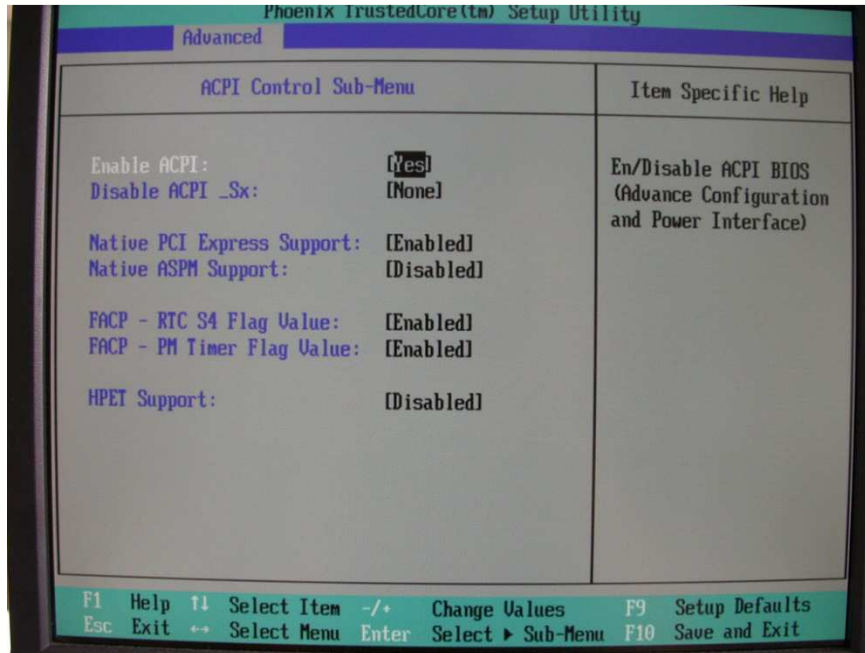 Phoenix TrustedCore(tm) Setup Utility
Advanced
ACPI Control Sub-Menu
Item Specific Help
Enable ACPI: [Yes]
Disable ACPI _Sx: [None]
Native PCI Express Support: [Enabled]
Native ASPM Support: [Disabled]
FACP - RTC S4 Flag Value: [Enabled]
FACP - PM Timer Flag Value: [Enabled]
HPET Support: [Disabled]
En/Disable ACPI BIOS
(Advance Configuration
and Power Interface)
F1 Help ↑↓ Select Item -/+ Change Values F9 Setup Defaults
Esc Exit ↔ Select Menu Enter Select ▶ Sub-Menu F10 Save and Exit